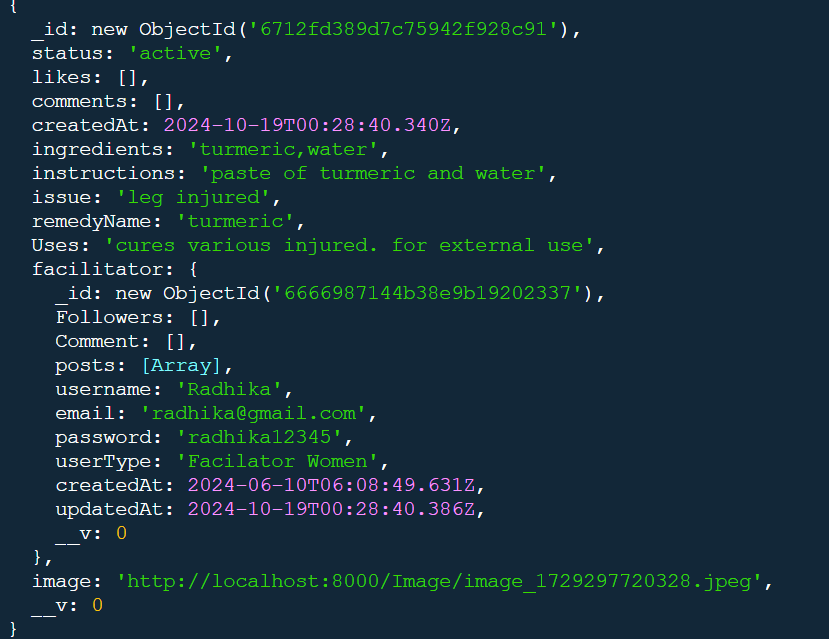 {
  _id: new ObjectId('6712fd389d7c75942f928c91'),
  status: 'active',
  likes: [],
  comments: [],
  createdAt: 2024-10-19T00:28:40.340Z,
  ingredients: 'turmeric,water',
  instructions: 'paste of turmeric and water',
  issue: 'leg injured',
  remedyName: 'turmeric',
  Uses: 'cures various injured. for external use',
  facilitator: {
    _id: new ObjectId('6666987144b38e9b19202337'),
    Followers: [],
    Comment: [],
    posts: [Array],
    username: 'Radhika',
    email: 'radhika@gmail.com',
    password: 'radhika12345',
    userType: 'Facilator Women',
    createdAt: 2024-06-10T06:08:49.631Z,
    updatedAt: 2024-10-19T00:28:40.386Z,
    __v: 0
  },
  image: 'http://localhost:8000/Image/image_1729297720328.jpeg',
  __v: 0
}